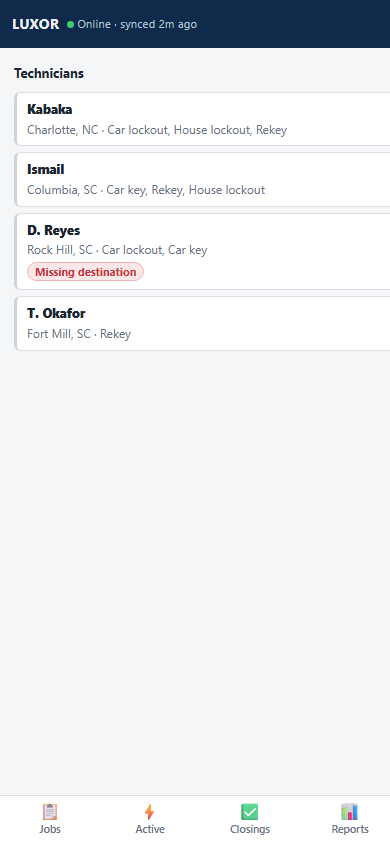 LUXOR Online · synced 2m ago
Technicians
Kabaka
Charlotte, NC · Car lockout, House lockout, Rekey
Ismail
Columbia, SC · Car key, Rekey, House lockout
D. Reyes
Rock Hill, SC · Car lockout, Car key
Missing destination
T. Okafor
Fort Mill, SC · Rekey
Jobs Active Closings Reports